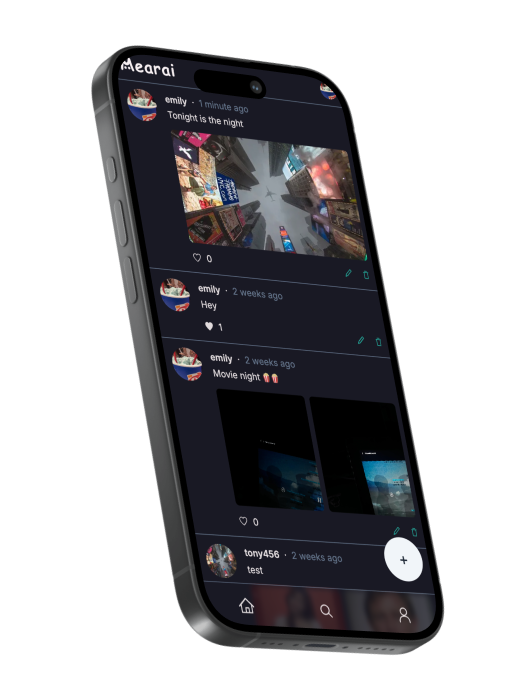 Mearai
emily · 1 minute ago
Tonight is the night
0
emily · 2 weeks ago
Hey
1
emily · 2 weeks ago
Movie night 🍿🍿
0
tony456 · 2 weeks ago
test
+